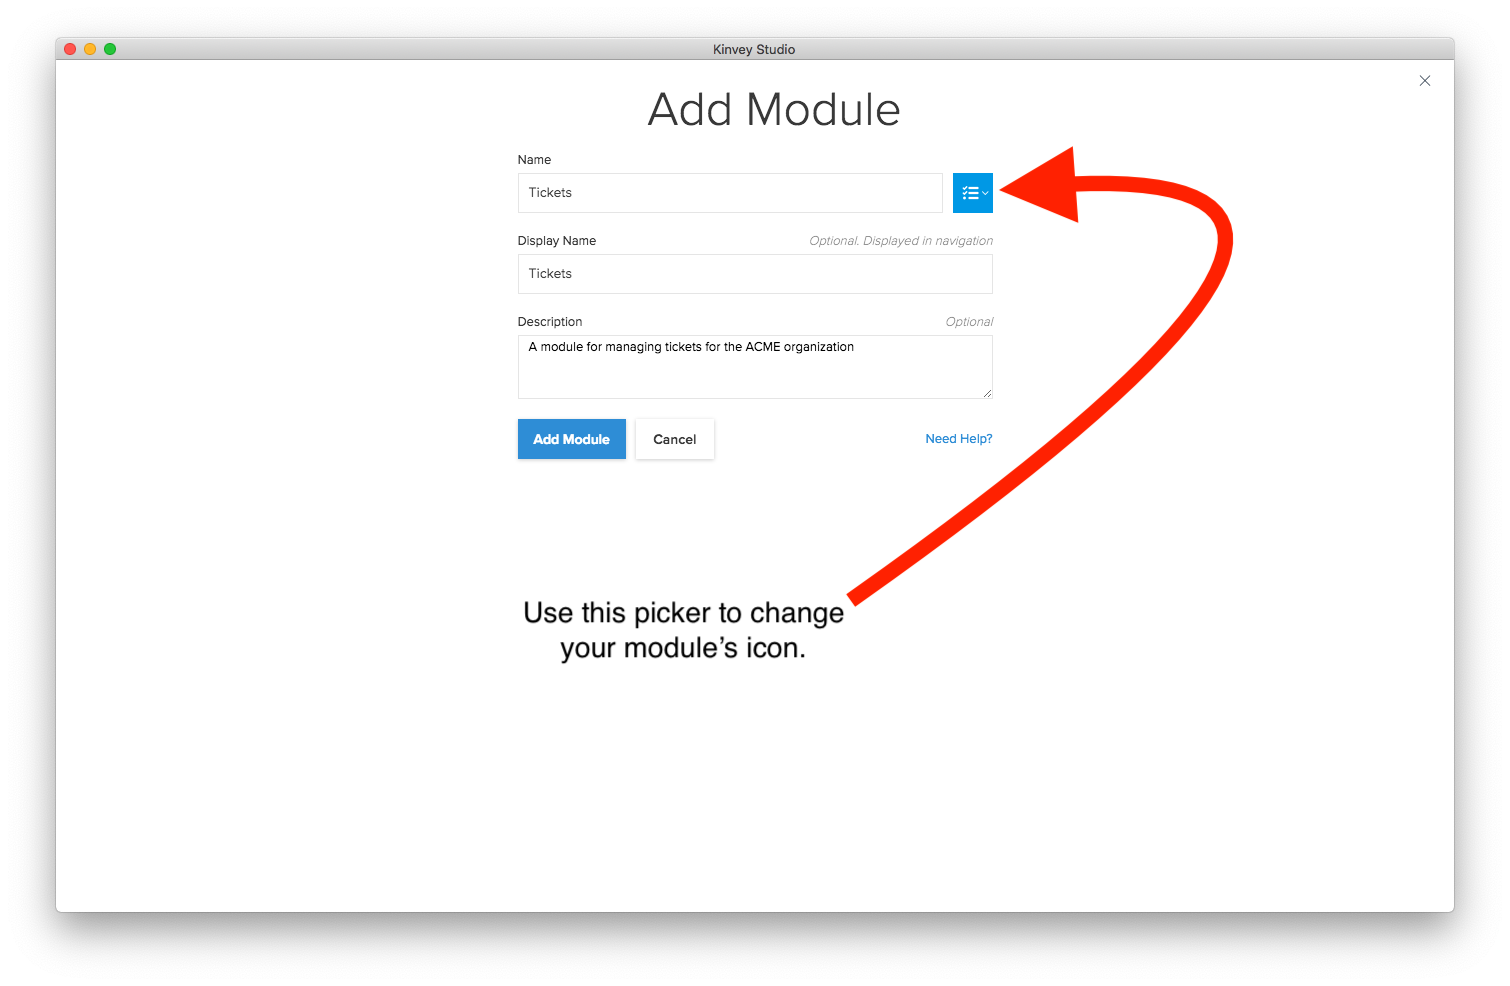 Kinvey Studio
Add Module
Name
Tickets
Display Name
Optional. Displayed in navigation
Tickets
Description
Optional
A module for managing tickets for the ACME organization
Add Module
Cancel
Need Help?
Use this picker to change
your module’s icon.